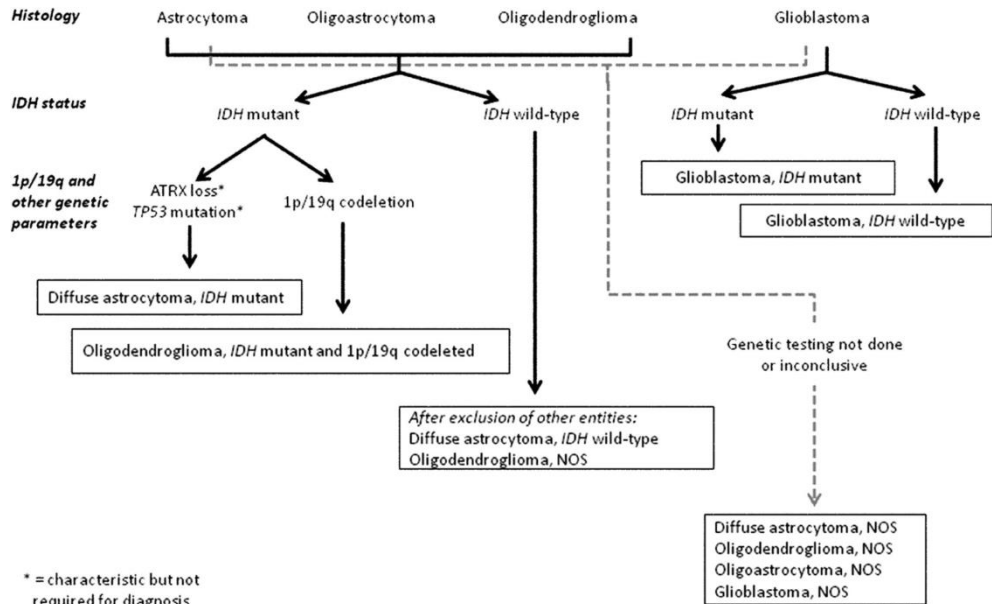 Histology
Astrocytoma
Oligoastrocytoma
Oligodendroglioma
Glioblastoma
IDH status
IDH mutant
IDH wild-type
IDH mutant
IDH wild-type
1p/19q and
other genetic
parameters
ATRX loss*
TP53 mutation*
1p/19q codeletion
Glioblastoma, IDH mutant
Glioblastoma, IDH wild-type
Diffuse astrocytoma, IDH mutant
Oligodendroglioma, IDH mutant and 1p/19q codeleted
Genetic testing not done
or inconclusive
After exclusion of other entities:
Diffuse astrocytoma, IDH wild-type
Oligodendroglioma, NOS
Diffuse astrocytoma, NOS
Oligodendroglioma, NOS
Oligoastrocytoma, NOS
Glioblastoma, NOS
* = characteristic but not
required for diagnosis